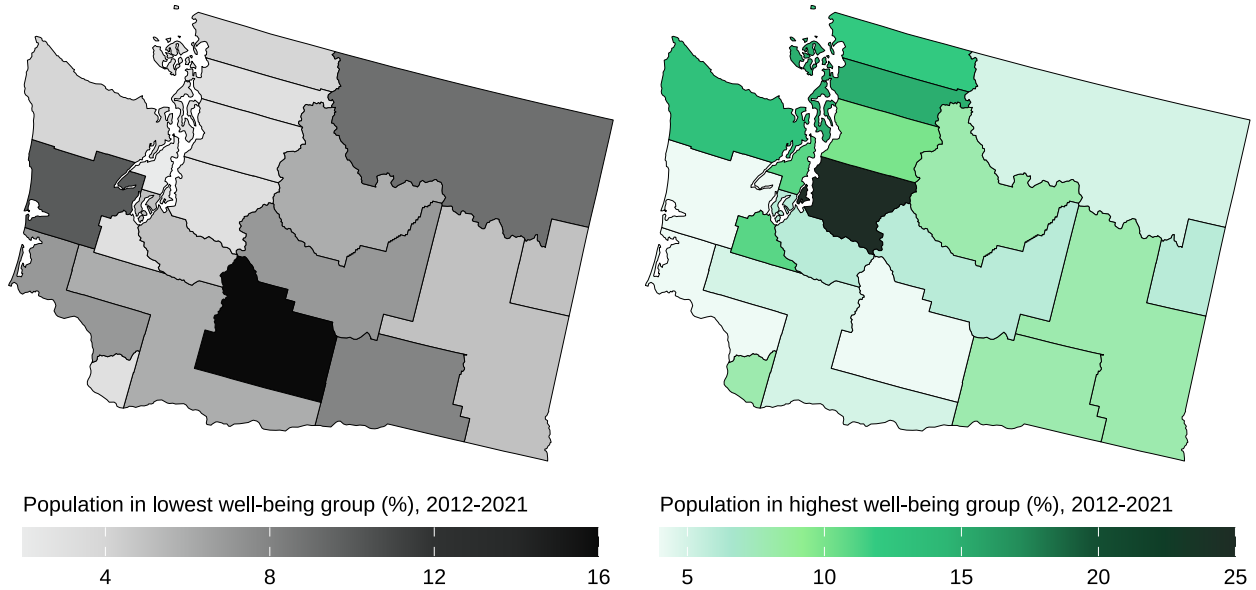 Population in lowest well-being group (%), 2012-2021
4 8 12 16
Population in highest well-being group (%), 2012-2021
5 10 15 20 25